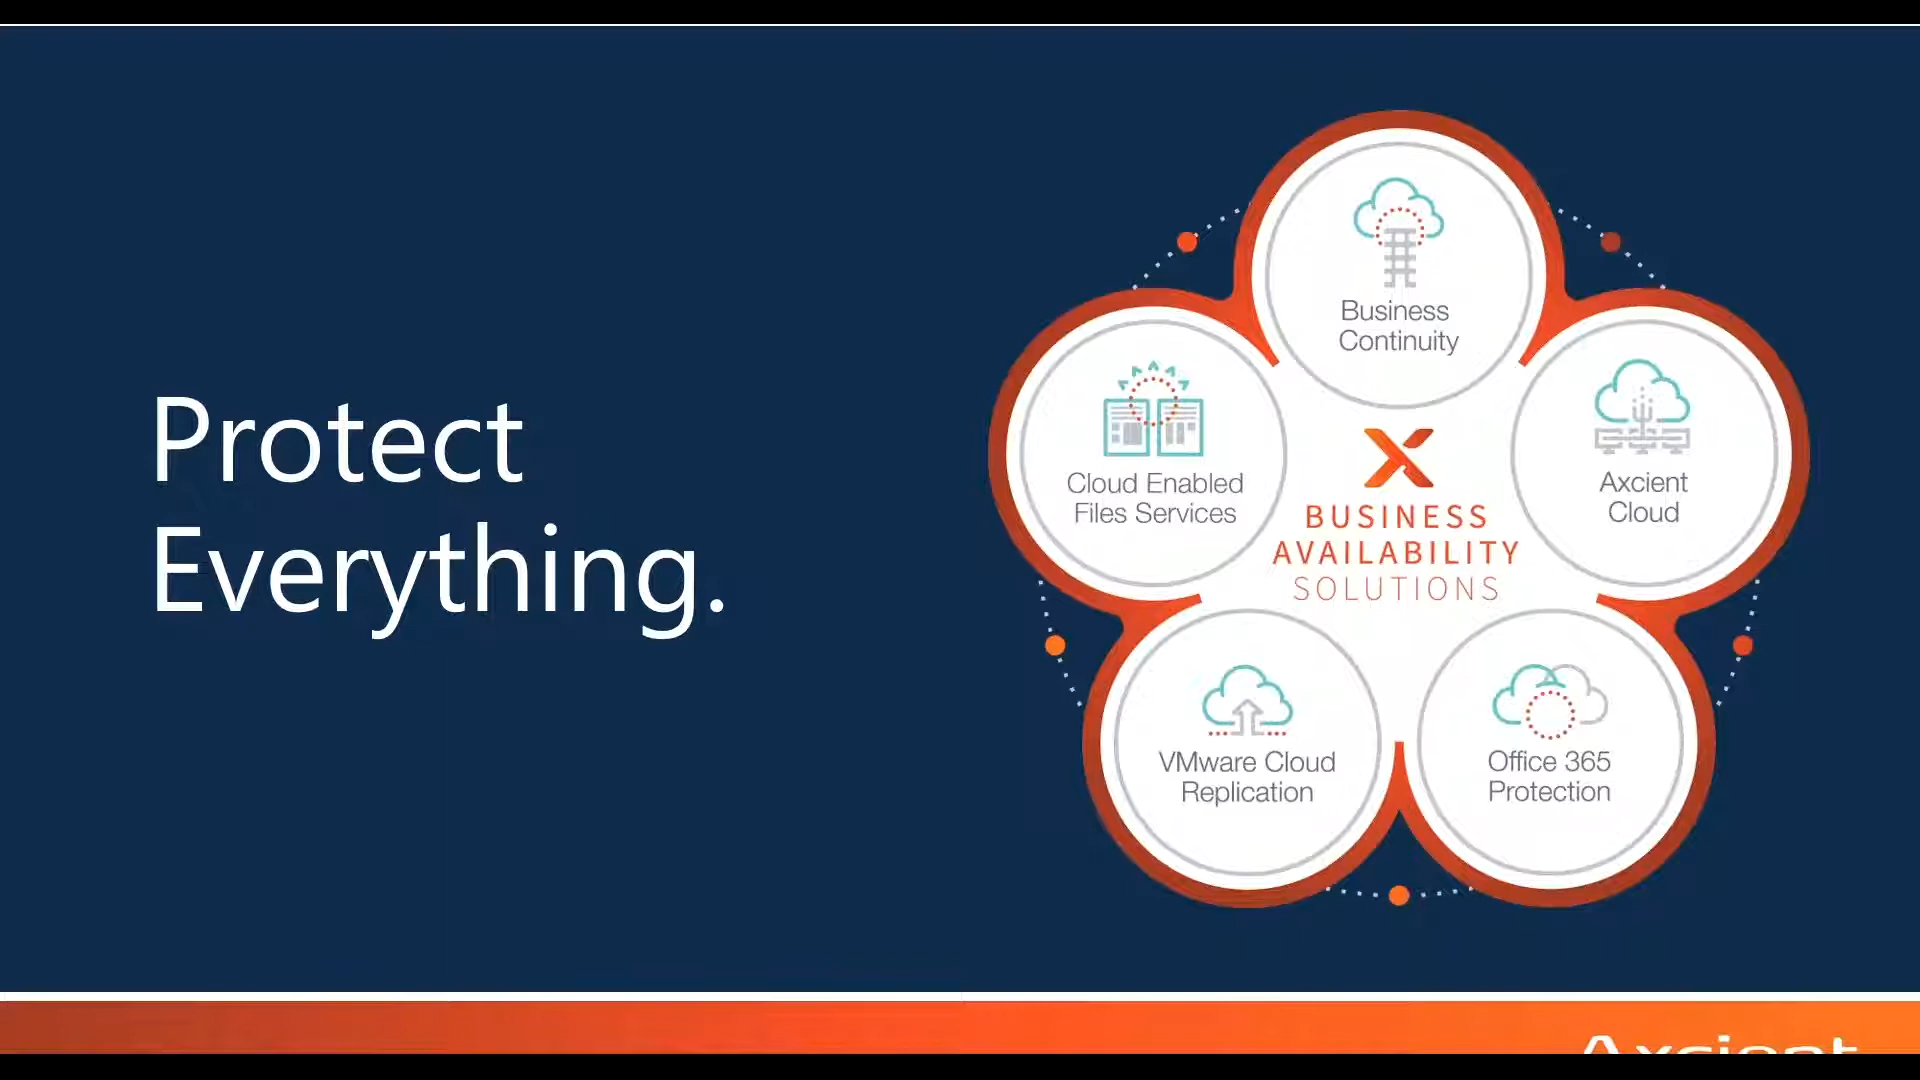 Protect
Everything.
Business
Continuity
Cloud Enabled
Files Services
Axcient
Cloud
BUSINESS
AVAILABILITY
SOLUTIONS
VMware Cloud
Replication
Office 365
Protection
Axcient